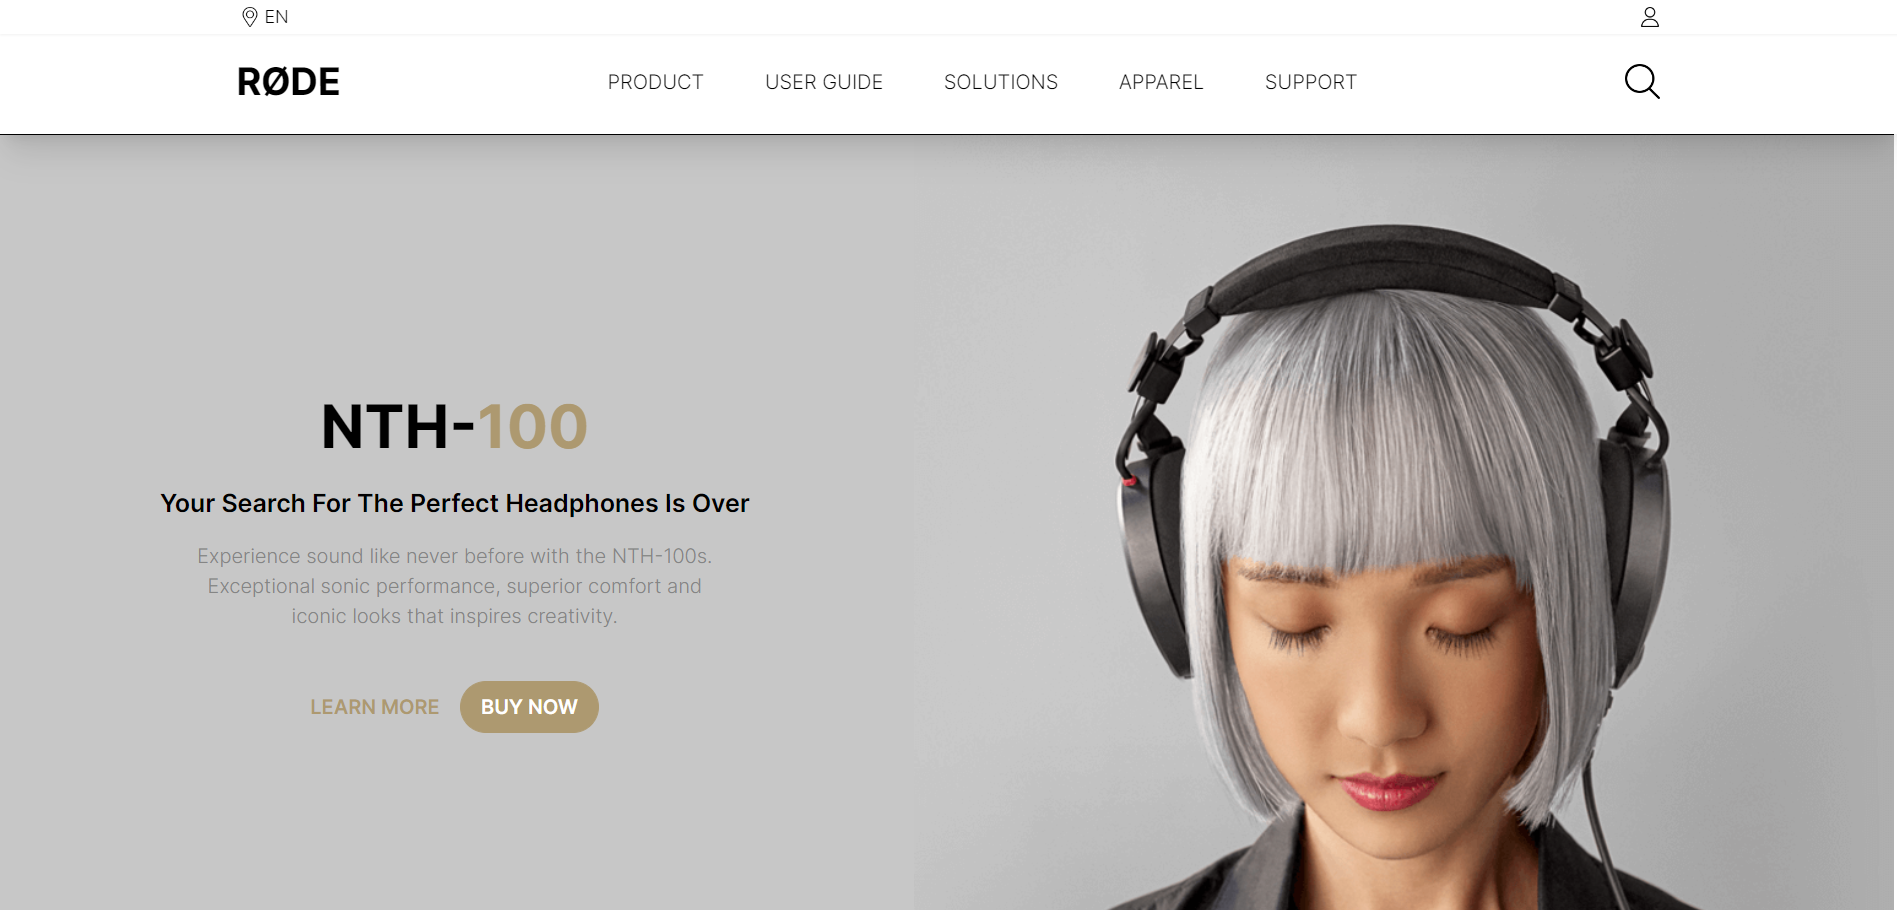 EN
RØDE
PRODUCT
USER GUIDE
SOLUTIONS
APPAREL
SUPPORT
NTH-100
Your Search For The Perfect Headphones Is Over
Experience sound like never before with the NTH-100s.
Exceptional sonic performance, superior comfort and
iconic looks that inspires creativity.
LEARN MORE
BUY NOW